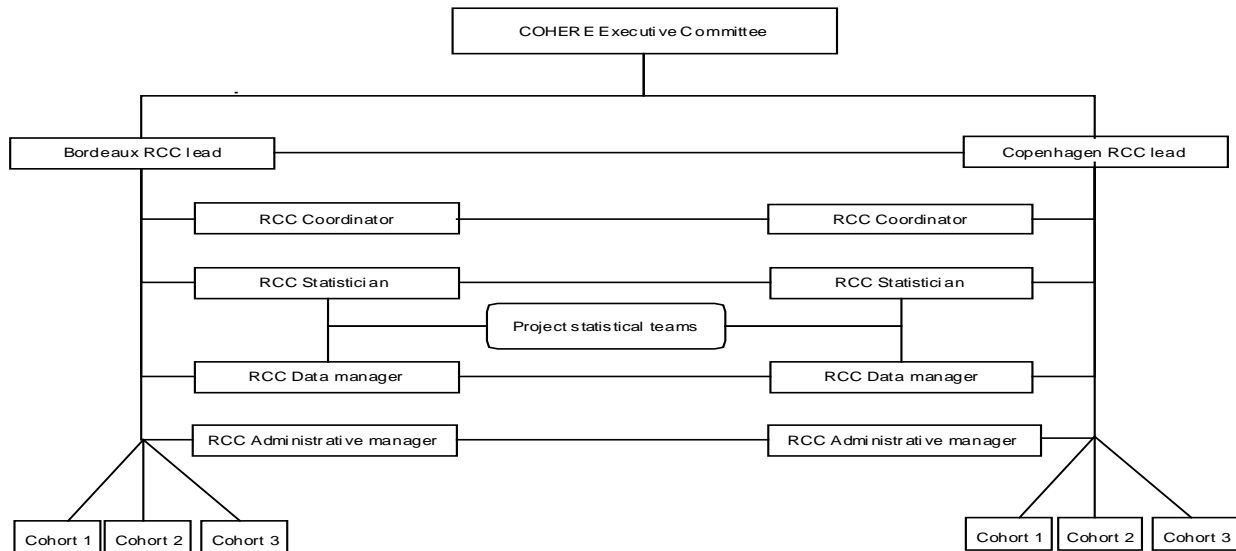 COHERE Executive Committee
Bordeaux RCC lead
Copenhagen RCC lead
RCC Coordinator
RCC Coordinator
RCC Statistician
RCC Statistician
Project statistical teams
RCC Data manager
RCC Data manager
RCC Administrative manager
RCC Administrative manager
Cohort 1
Cohort 2
Cohort 3
Cohort 1
Cohort 2
Cohort 3